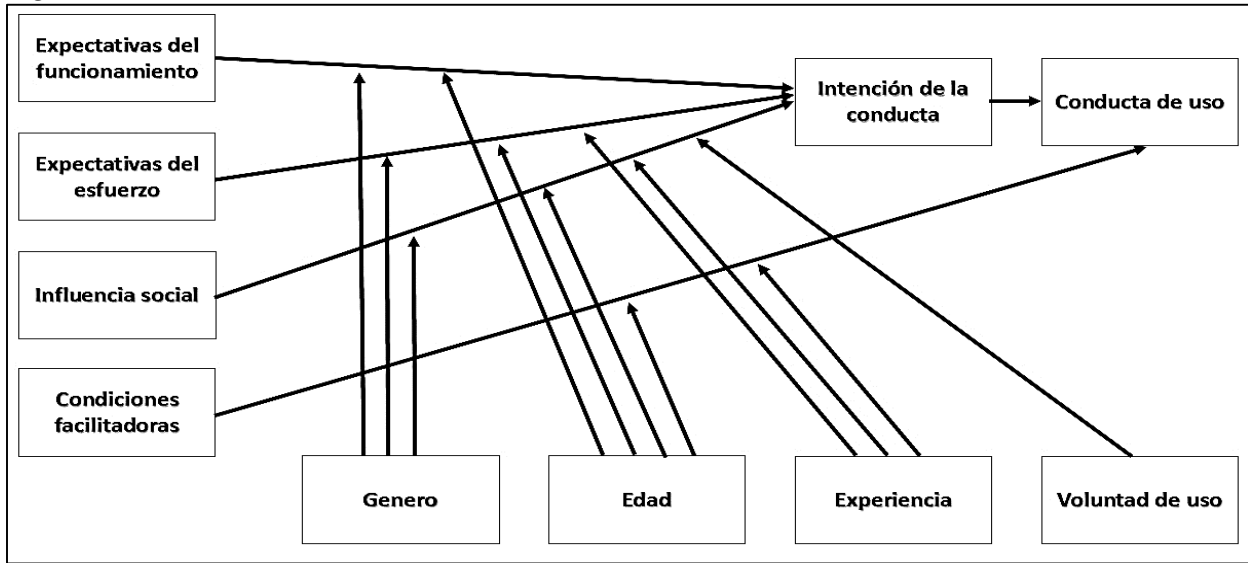 Expectativas del
funcionamiento
Expectativas del
esfuerzo
Influencia social
Condiciones
facilitadoras
Intención de la
conducta
Conducta de uso
Genero
Edad
Experiencia
Voluntad de uso